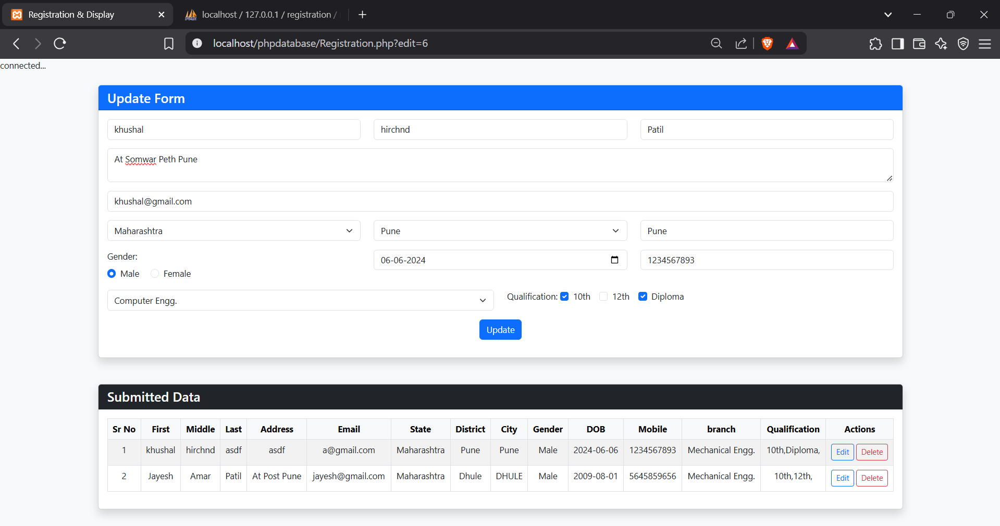 Registration & Display
localhost / 127.0.0.1 / registration /
localhost/phpdatabase/Registration.php?edit=6
connected...
Update Form
khushal hirchnd Patil
At Somwar Peth Pune
khushal@gmail.com
Maharashtra Pune Pune
Gender: 06-06-2024 1234567893
Male Female
Computer Engg. Qualification: 10th 12th Diploma
Update
Submitted Data
Sr No First Middle Last Address Email State District City Gender DOB Mobile branch Qualification Actions
1 khushal hirchnd asdf asdf a@gmail.com Maharashtra Pune Pune Male 2024-06-06 1234567893 Mechanical Engg. 10th,Diploma, Edit Delete
2 Jayesh Amar Patil At Post Pune jayesh@gmail.com Maharashtra Dhule DHULE Male 2009-08-01 5645859656 Mechanical Engg. 10th,12th, Edit Delete